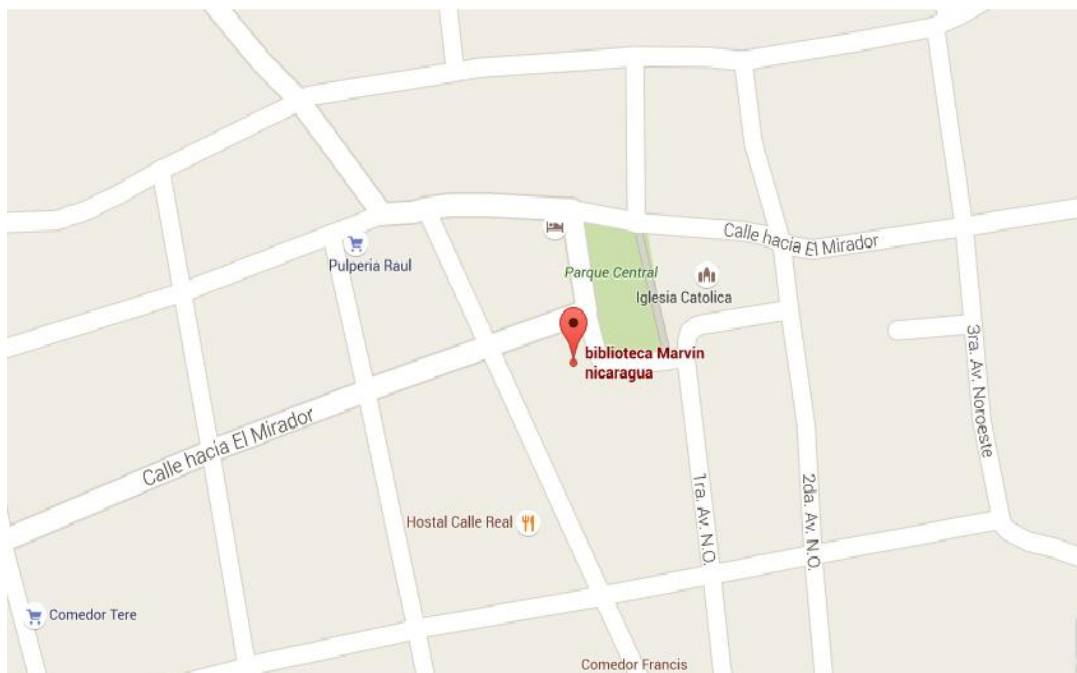 Calle hacia El Mirador
Pulperia Raul
Parque Central
Iglesia Catolica
biblioteca Marvin
nicaragua
3ra. Av. Noroeste
Calle hacia El Mirador
1ra. Av. N.O.
2da. Av. N.O.
Hostal Calle Real
Comedor Tere
Comedor Francis